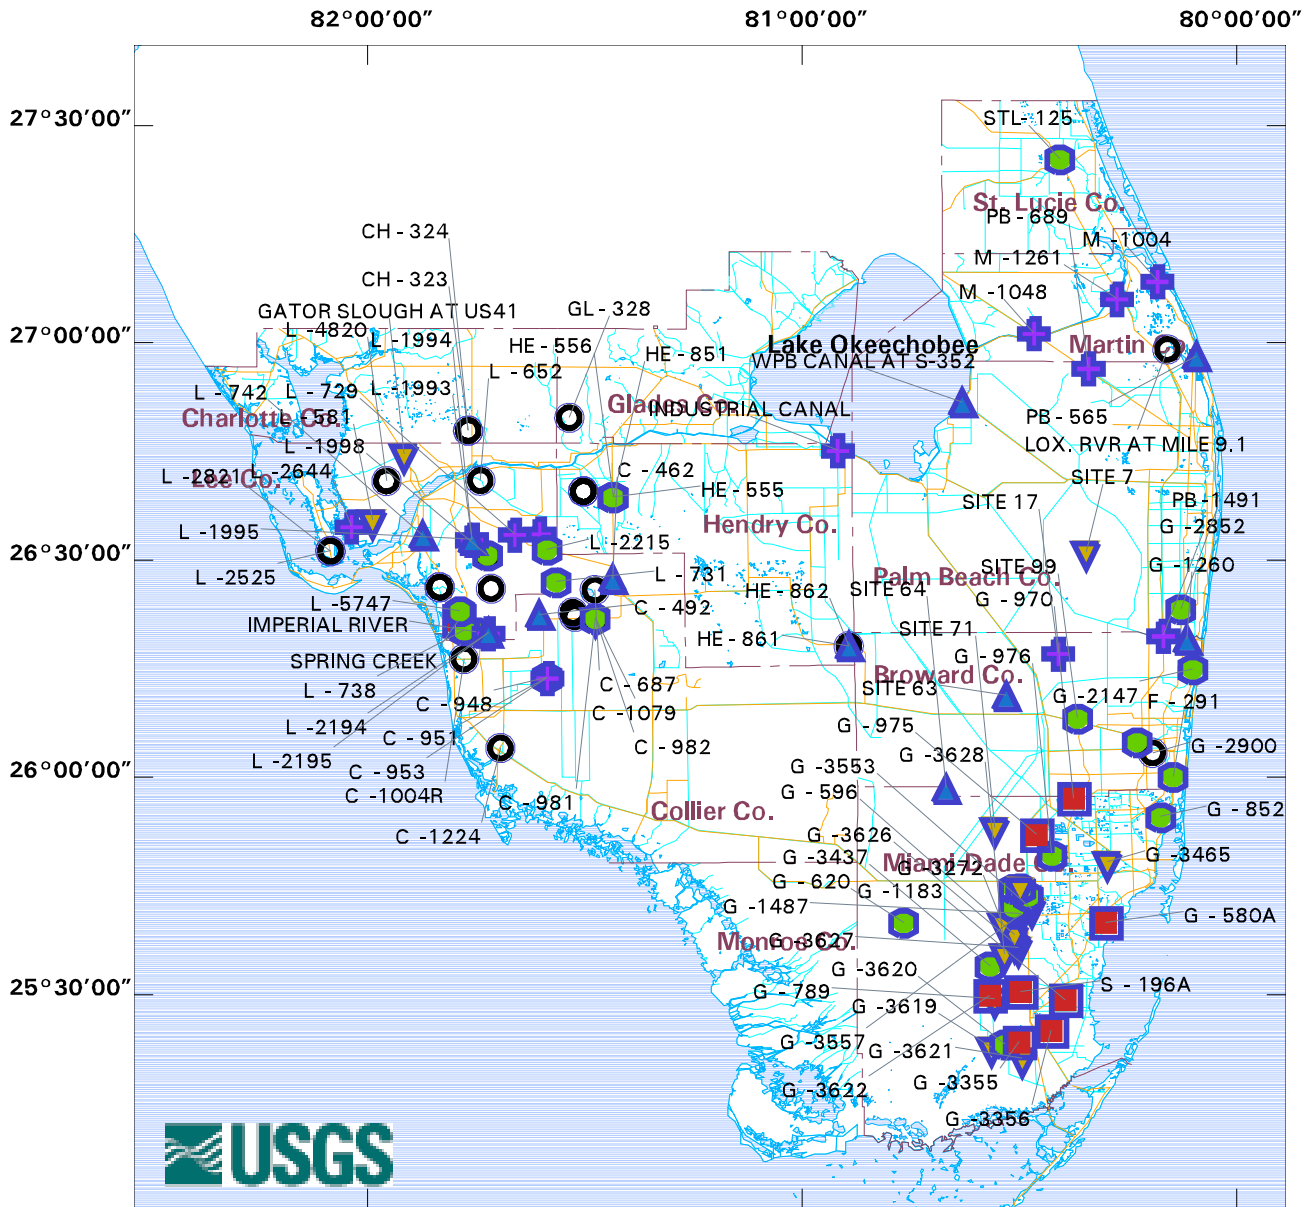 82°00'00" 81°00'00" 80°00'00"
27°30'00"
STL- 125
St. Lucie Co.
PB - 689
CH - 324
M -1004
M -1261
CH - 323
M -1048
GATOR SLOUGH AT US41
GL - 328
L -4820
L -1994
27°00'00"
HE - 556
HE - 851
Lake Okeechobee
Martin Co.
WPB CANAL AT S-352
L - 652
L - 742
L - 729
L -1993
Glades Co.
INDUSTRIAL CANAL
Charlotte Co.
L - 581
PB - 565
LOX. RVR AT MILE 9.1
L -1998
L -2821
L -2644
Lee Co.
C - 462
SITE 7
HE - 555
SITE 17
PB -1491
Hendry Co.
G -2852
L -1995
L -2215
26°30'00"
G -1260
SITE 99
L -2525
L - 731
Palm Beach Co.
HE - 862
SITE 64
G - 970
L -5747
C - 492
IMPERIAL RIVER
SITE 71
HE - 861
G - 976
SPRING CREEK
Broward Co.
C - 687
SITE 63
L - 738
G -2147
F - 291
C - 948
C -1079
L -2194
G - 975
C - 951
C - 982
G -2900
G -3628
L -2195
26°00'00"
C - 953
G -3553
C -1004R
G - 596
C - 981
Collier Co.
G - 852
C -1224
G -3626
G -3437
Miami-Dade Co.
G -3465
G -3272
G - 620
G -1183
G -1487
G - 580A
Monroe Co.
G -3627
G -3620
25°30'00"
G - 789
S - 196A
G -3619
G -3557
G -3621
G -3355
G -3622
G -3356
USGS